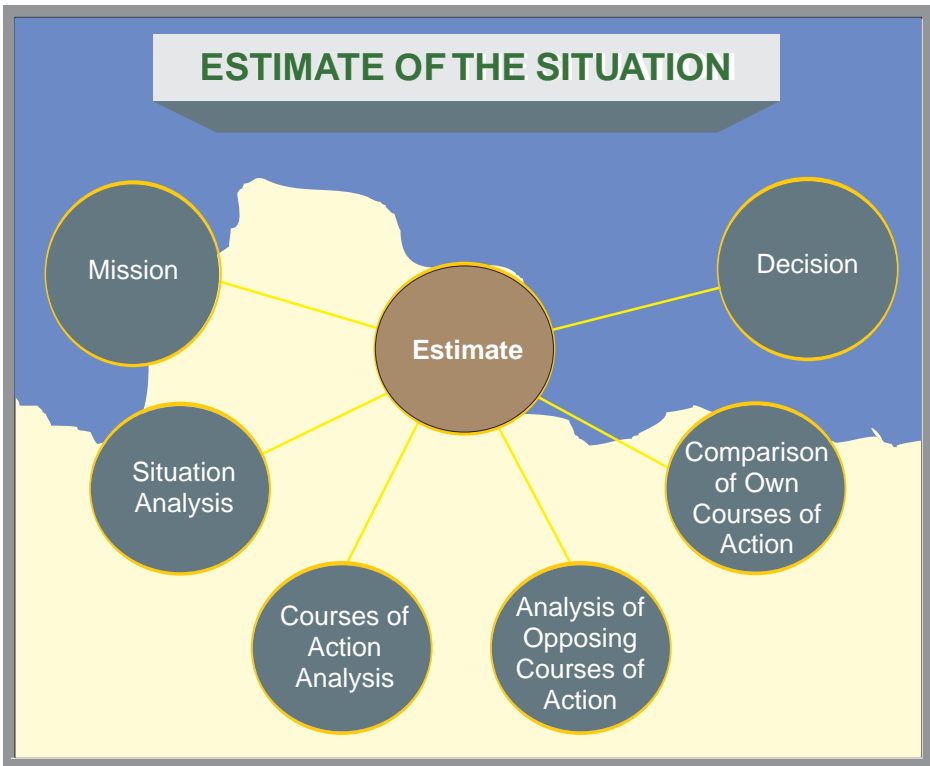 ESTIMATE OF THE SITUATION
Mission
Decision
Estimate
Situation
Analysis
Comparison
of Own
Courses of
Action
Courses of
Action
Analysis
Analysis of
Opposing
Courses of
Action